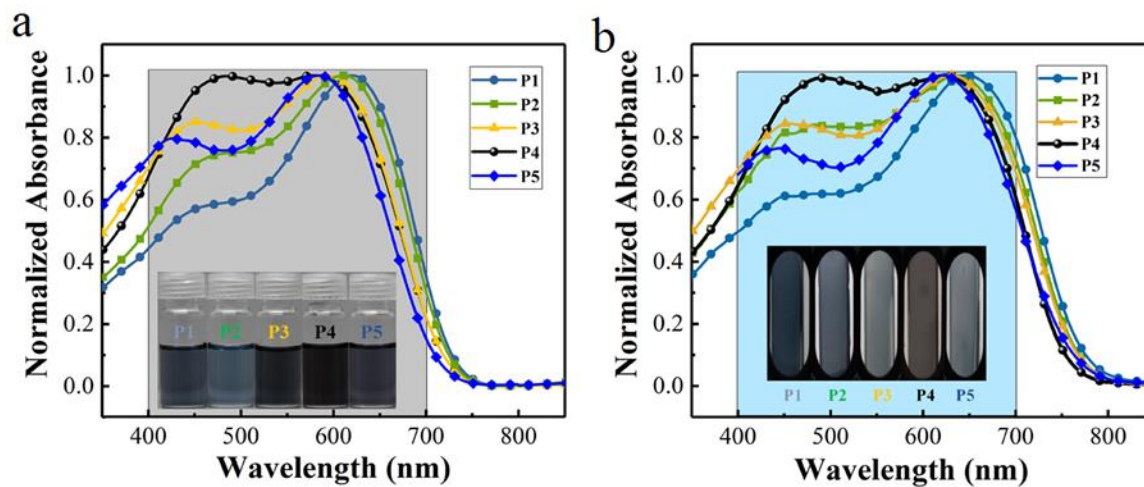 a
Normalized Absorbance
1.0
0.8
0.6
0.4
0.2
0.0
P1
P2
P3
P4
P5
P1 P2 P3 P4 P5
400 500 600 700 800
Wavelength (nm)
b
Normalized Absorbance
1.0
0.8
0.6
0.4
0.2
0.0
P1
P2
P3
P4
P5
P1 P2 P3 P4 P5
400 500 600 700 800
Wavelength (nm)